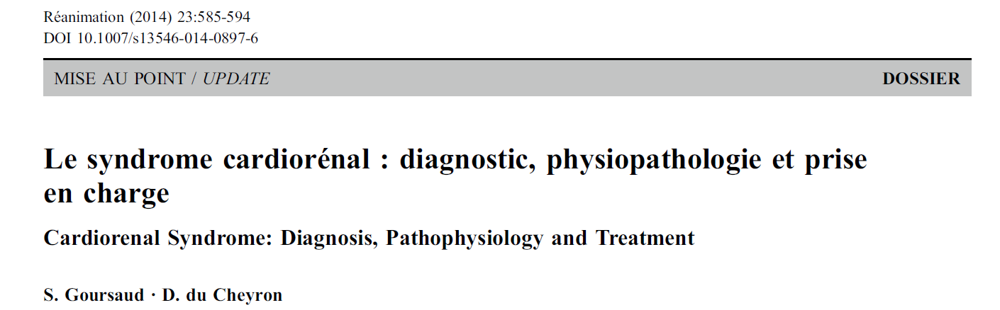 Réanimation (2014) 23:585-594
DOI 10.1007/s13546-014-0897-6
MISE AU POINT / UPDATE DOSSIER
Le syndrome cardiorénal : diagnostic, physiopathologie et prise
en charge
Cardiorenal Syndrome: Diagnosis, Pathophysiology and Treatment
S. Goursaud · D. du Cheyron